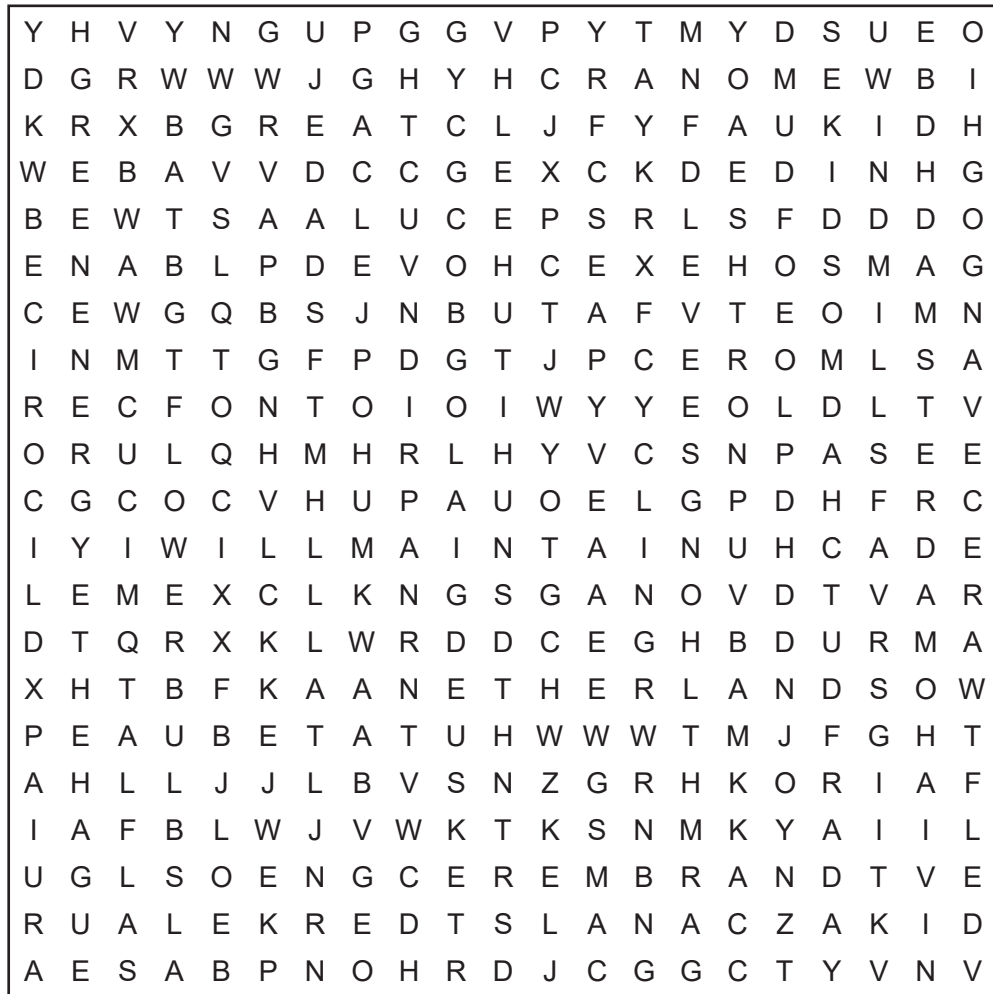 Y H V Y N G U P G G V P Y T M Y D S U E O
D G R W W W J G H Y H C R A N O M E W B I
K R X B G R E A T C L J F Y F A U K I D H
W E B A V V D C C G E X C K D E D I N H G
B E W T S A A L U C E P S R L S F D D D O
E N A B L P D E V O H C E X E H O S M A G
C E W G Q B S J N B U T A F V T E O I M N
I N M T T G F P D G T J P C E R O M L S A
R E C F O N T O I O I W Y Y E O L D L T V
O R U L Q H M H R L H Y V C S N P A S E E
C G C O C V H U P A U O E L G P D H F R C
I Y I W I L L M A I N T A I N U H C A D E
L E M E X C L K N G S G A N O V D T V A R
D T Q R X K L W R D D C E G H B D U R M A
X H T B F K A A N E T H E R L A N D S O W
P E A U B E T A T U H W W W T M J F G H T
A H L L J J L B V S N Z G R H K O R I A F
I A F B L W J V W K T K S N M K Y A I I L
U G L S O E N G C E R E M B R A N D T V E
R U A L E K R E D T S L A N A C Z A K I D
A E S A B P N O H R D J C G G C T Y V N V